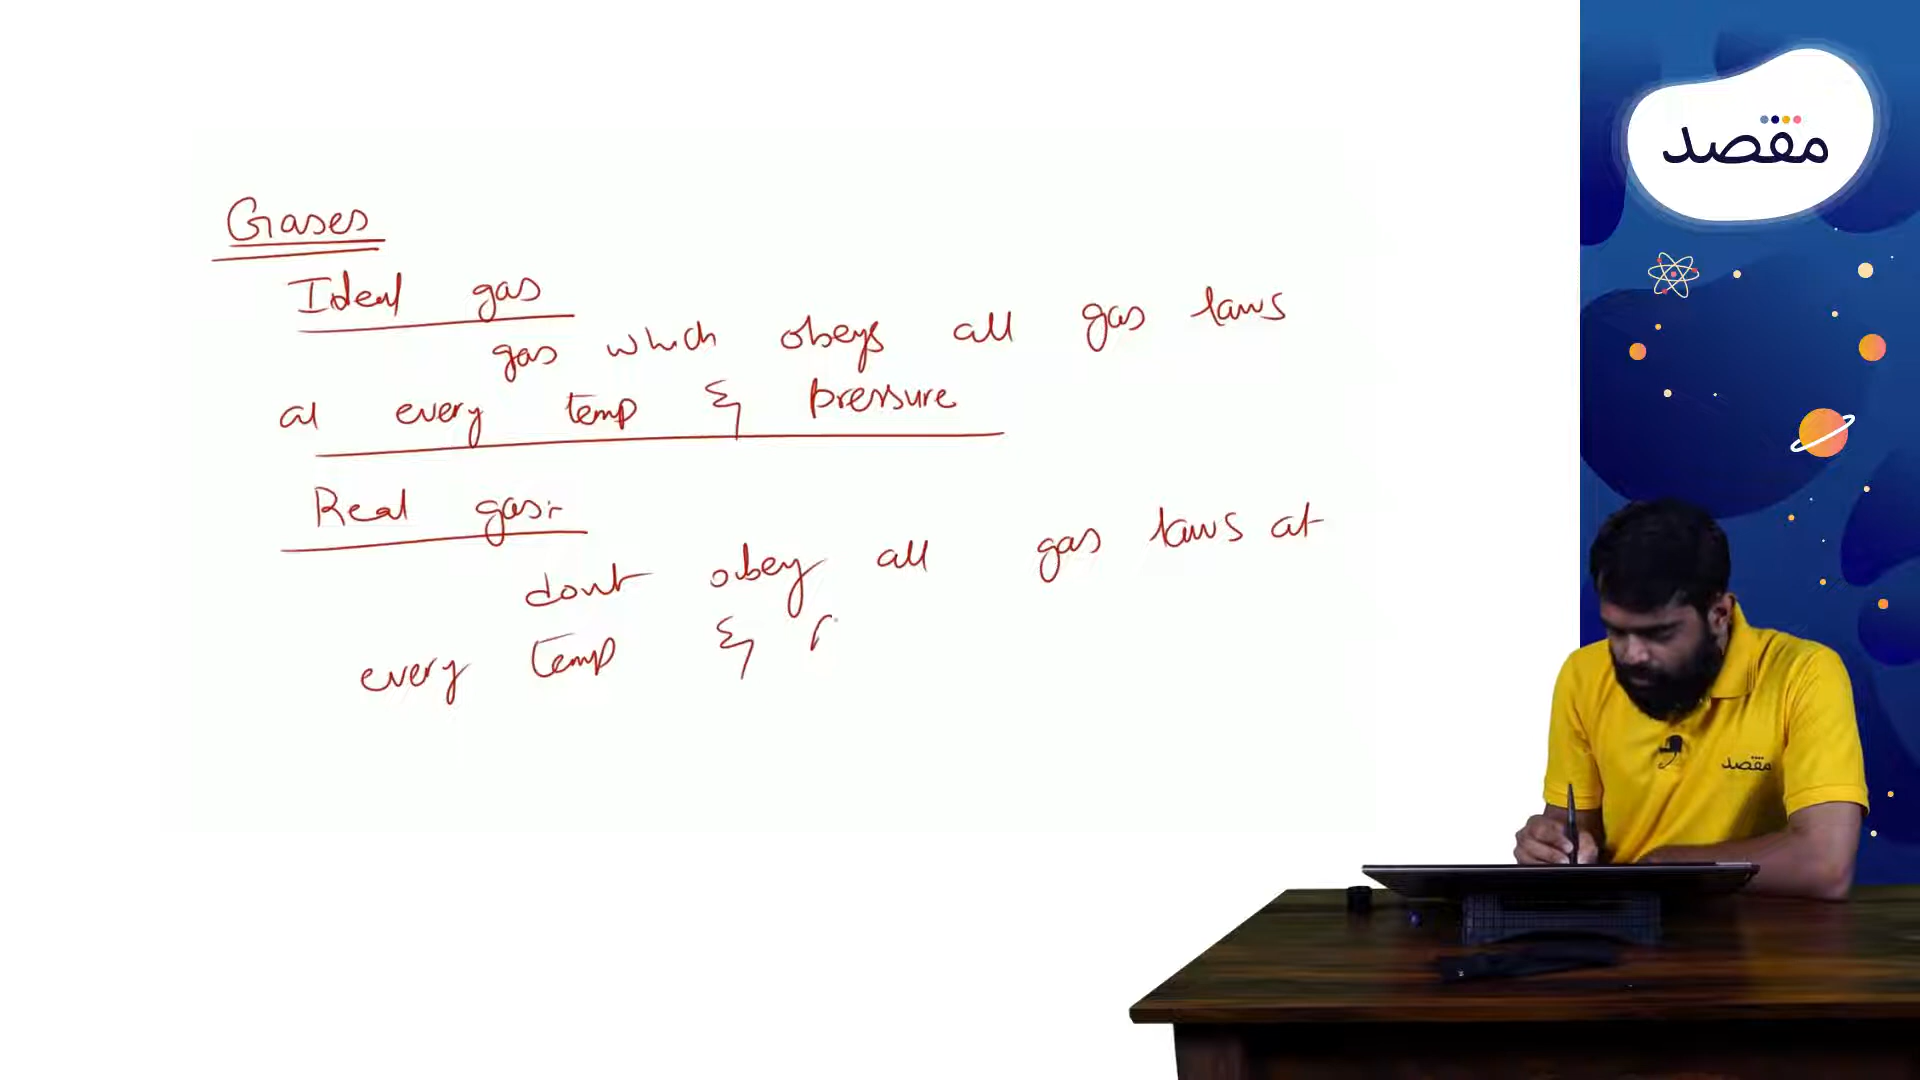 مقصد
Gases
Ideal gas
gas which obeys all gas laws
at every temp & pressure
Real gas:-
dont obey all gas laws at
every temp &
مقصد